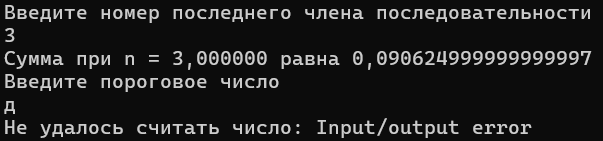 Введите номер последнего члена последовательности
3
Сумма при n = 3,000000 равна 0,090624999999999997
Введите пороговое число
д
Не удалось считать число: Input/output error